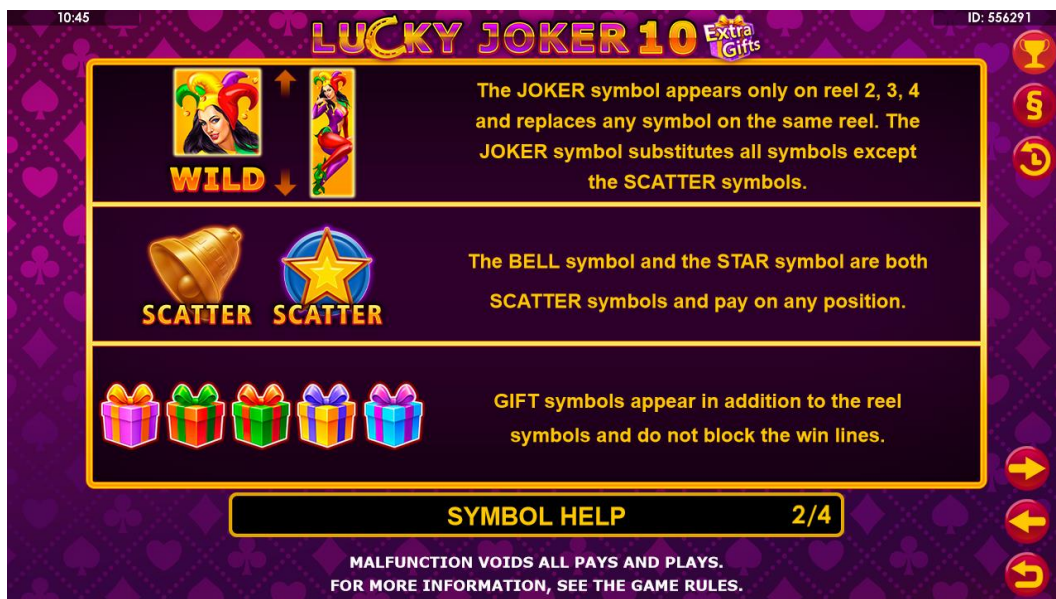 10:45
ID: 556291
LUCKY JOKER 10 Extra Gifts
The JOKER symbol appears only on reel 2, 3, 4
and replaces any symbol on the same reel. The
JOKER symbol substitutes all symbols except
the SCATTER symbols.
WILD
The BELL symbol and the STAR symbol are both
SCATTER symbols and pay on any position.
SCATTER SCATTER
GIFT symbols appear in addition to the reel
symbols and do not block the win lines.
SYMBOL HELP 2/4
MALFUNCTION VOIDS ALL PAYS AND PLAYS.
FOR MORE INFORMATION, SEE THE GAME RULES.